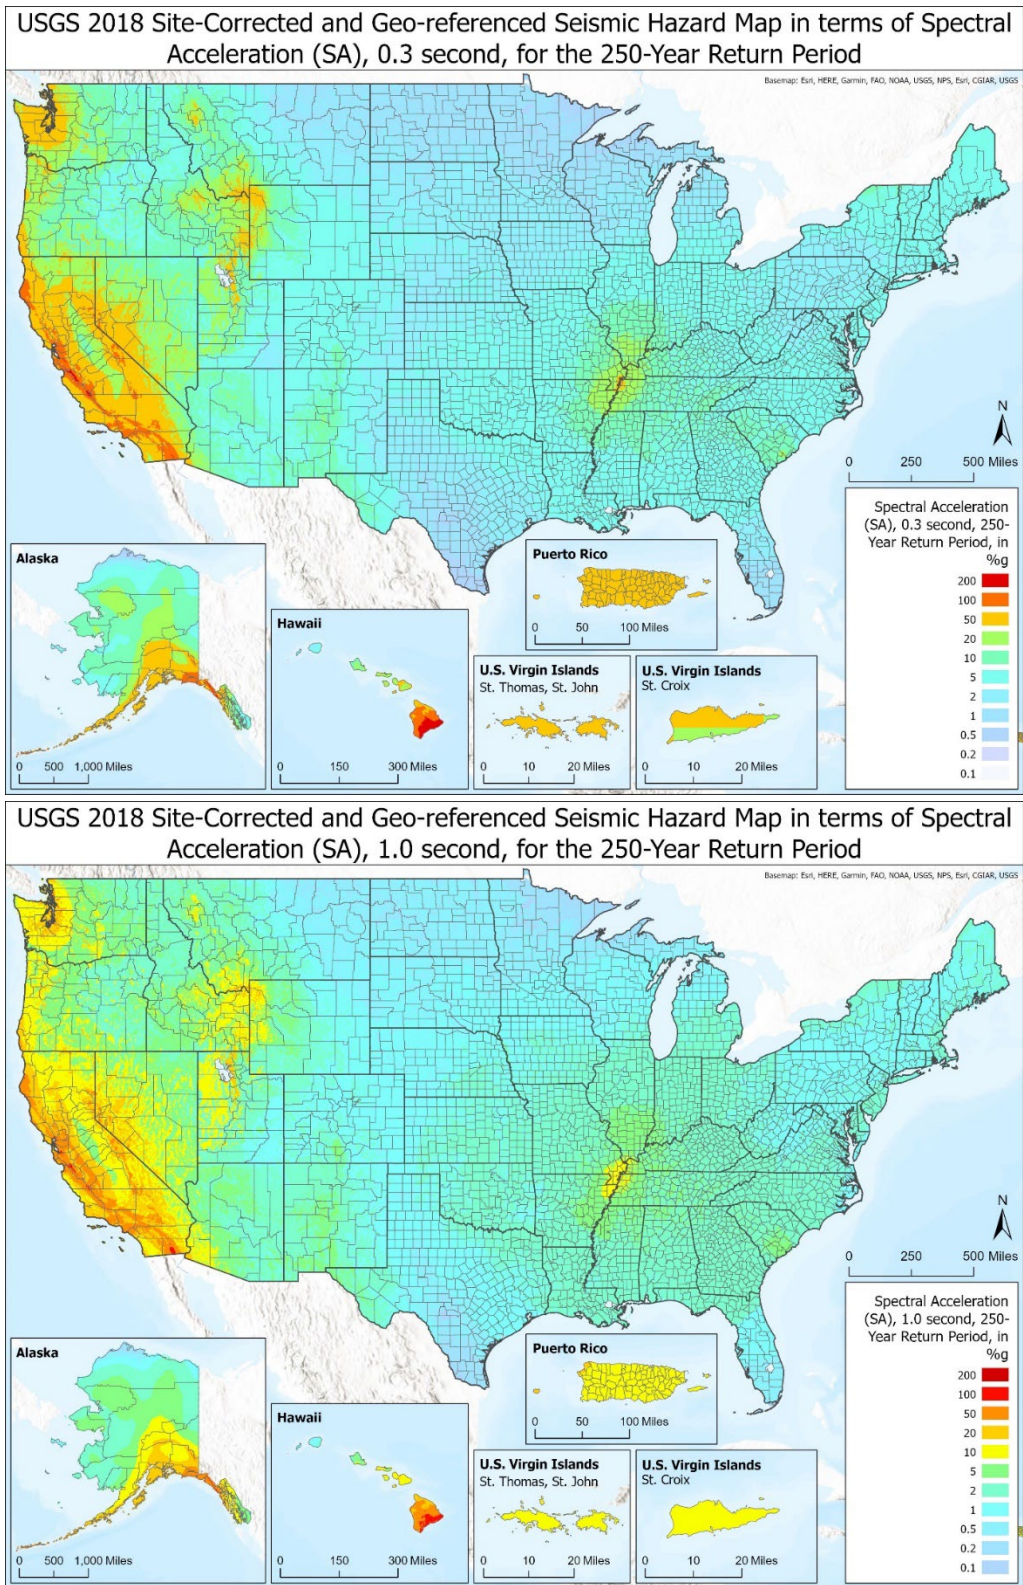 USGS 2018 Site-Corrected and Geo-referenced Seismic Hazard Map in terms of Spectral
Acceleration (SA), 0.3 second, for the 250-Year Return Period
Basemap: Esri, HERE, Garmin, FAO, NOAA, USGS, NPS, Esri, CGIAR, USGS
N
0 250 500 Miles
Spectral Acceleration
(SA), 0.3 second, 250-
Year Return Period, in
%g
200
100
50
20
10
5
2
1
0.5
0.2
0.1
Alaska
0 500 1,000 Miles
Hawaii
0 150 300 Miles
Puerto Rico
0 50 100 Miles
U.S. Virgin Islands
St. Thomas, St. John
0 10 20 Miles
U.S. Virgin Islands
St. Croix
0 10 20 Miles
USGS 2018 Site-Corrected and Geo-referenced Seismic Hazard Map in terms of Spectral
Acceleration (SA), 1.0 second, for the 250-Year Return Period
Basemap: Esri, HERE, Garmin, FAO, NOAA, USGS, NPS, Esri, CGIAR, USGS
N
0 250 500 Miles
Spectral Acceleration
(SA), 1.0 second, 250-
Year Return Period, in
%g
200
100
50
20
10
5
2
1
0.5
0.2
0.1
Alaska
0 500 1,000 Miles
Hawaii
0 150 300 Miles
Puerto Rico
0 50 100 Miles
U.S. Virgin Islands
St. Thomas, St. John
0 10 20 Miles
U.S. Virgin Islands
St. Croix
0 10 20 Miles